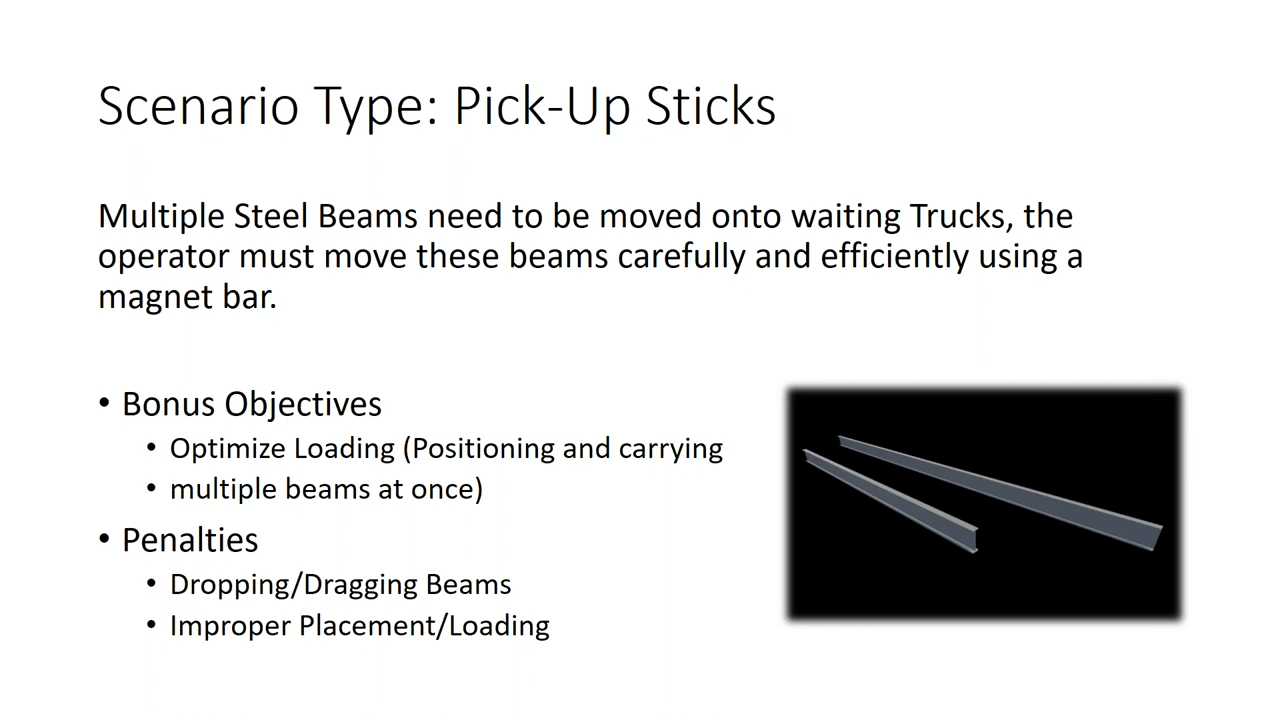 Scenario Type: Pick-Up Sticks
Multiple Steel Beams need to be moved onto waiting Trucks, the
operator must move these beams carefully and efficiently using a
magnet bar.
• Bonus Objectives
• Optimize Loading (Positioning and carrying
• multiple beams at once)
• Penalties
• Dropping/Dragging Beams
• Improper Placement/Loading